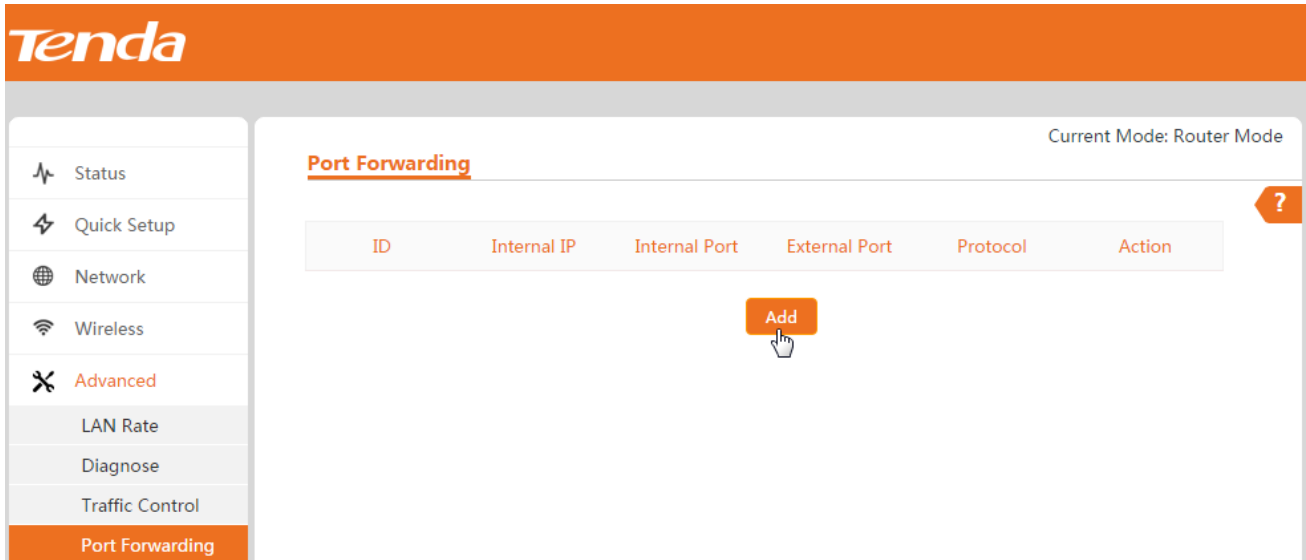 Tenda
Current Mode: Router Mode
Port Forwarding
?
Status
Quick Setup
Network
Wireless
Advanced
LAN Rate
Diagnose
Traffic Control
Port Forwarding
ID Internal IP Internal Port External Port Protocol Action
Add